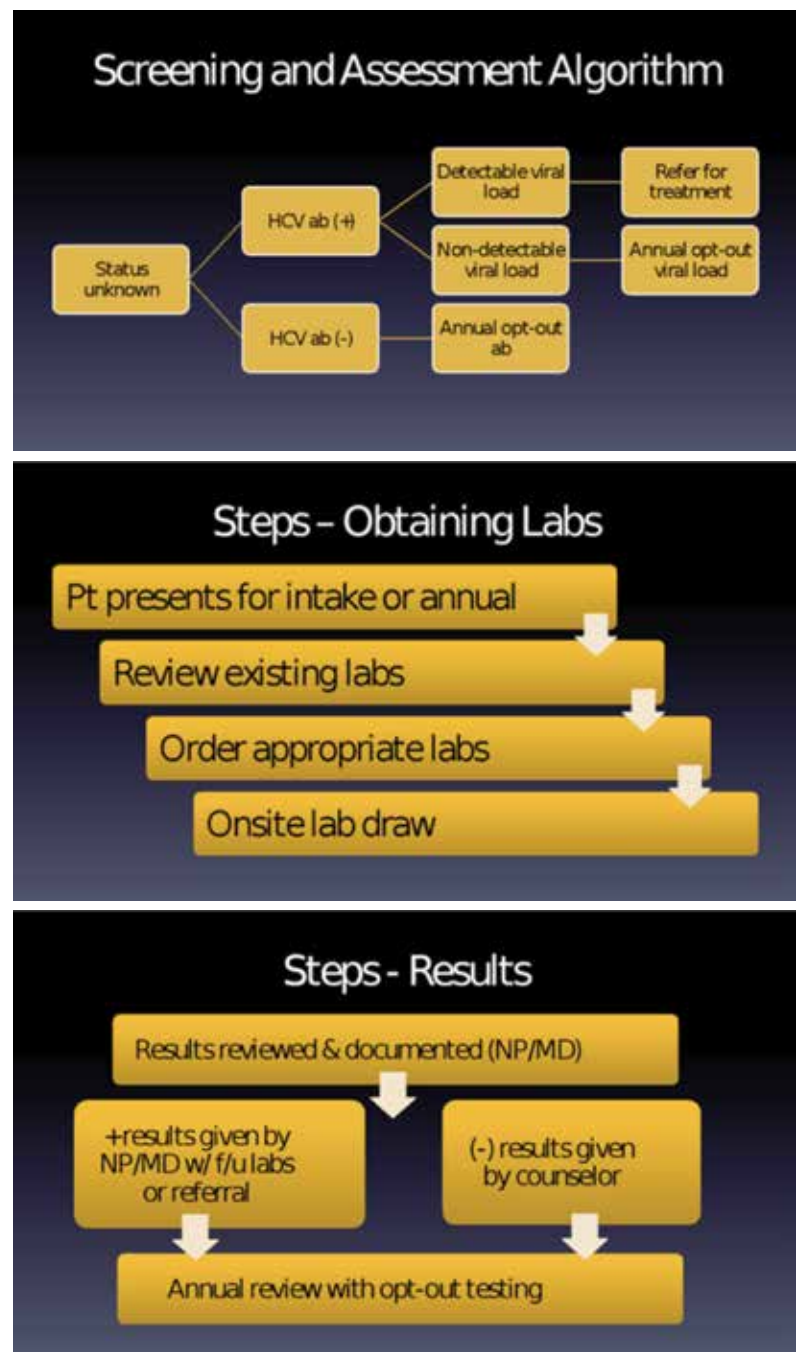 Screening and Assessment Algorithm
Status
unknown
HCV ab (+)
HCV ab (-)
Detectable viral
load
Non-detectable
viral load
Annual opt-out
ab
Refer for
treatment
Annual opt-out
viral load
Steps – Obtaining Labs
Pt presents for intake or annual
Review existing labs
Order appropriate labs
Onsite lab draw
Steps - Results
Results reviewed & documented (NP/MD)
+results given by
NP/MD w/ f/u labs
or referral
(-) results given
by counselor
Annual review with opt-out testing